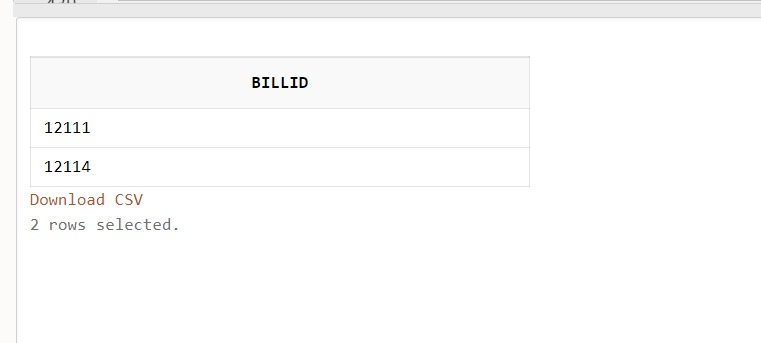 BILLID
12111
12114
Download CSV
2 rows selected.